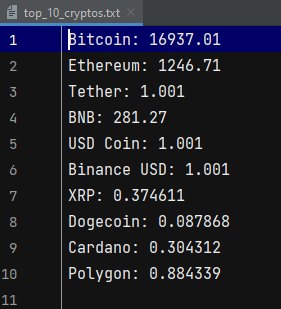 top_10_cryptos.txt
1 Bitcoin: 16937.01
2 Ethereum: 1246.71
3 Tether: 1.001
4 BNB: 281.27
5 USD Coin: 1.001
6 Binance USD: 1.001
7 XRP: 0.374611
8 Dogecoin: 0.087868
9 Cardano: 0.304312
10 Polygon: 0.884339
11